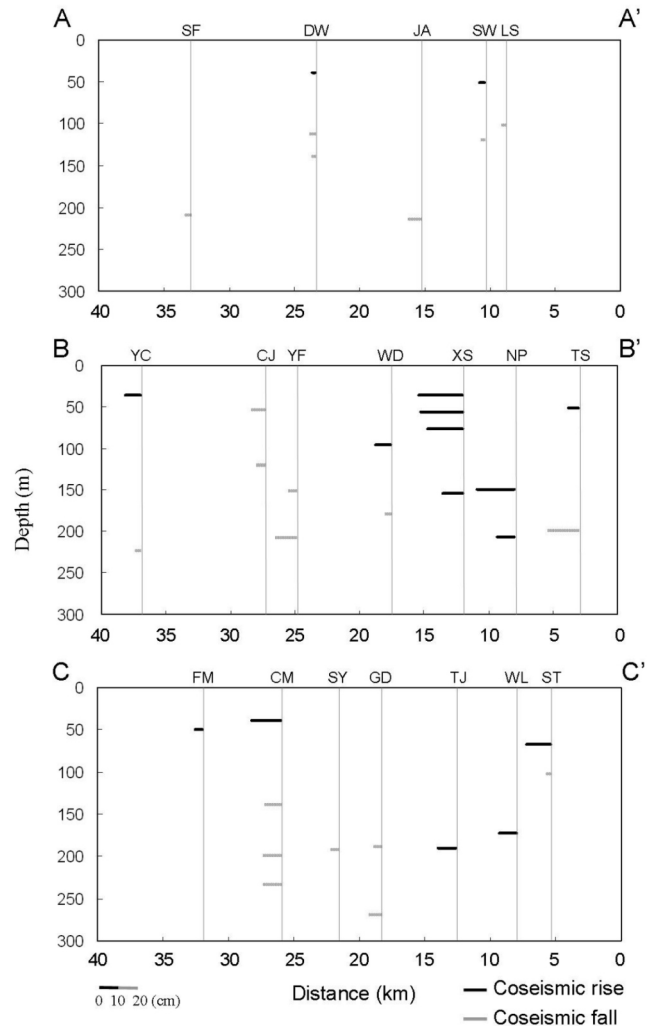 A A'
SF DW JA SW LS
0
50
100
150
200
250
300
40 35 30 25 20 15 10 5 0
B B'
YC CJ YF WD XS NP TS
0
50
100
150
200
250
300
40 35 30 25 20 15 10 5 0
Depth (m)
C C'
FM CM SY GD TJ WL ST
0
50
100
150
200
250
300
40 35 30 25 20 15 10 5 0
0 10 20 (cm)
Distance (km)
Coseismic rise
Coseismic fall